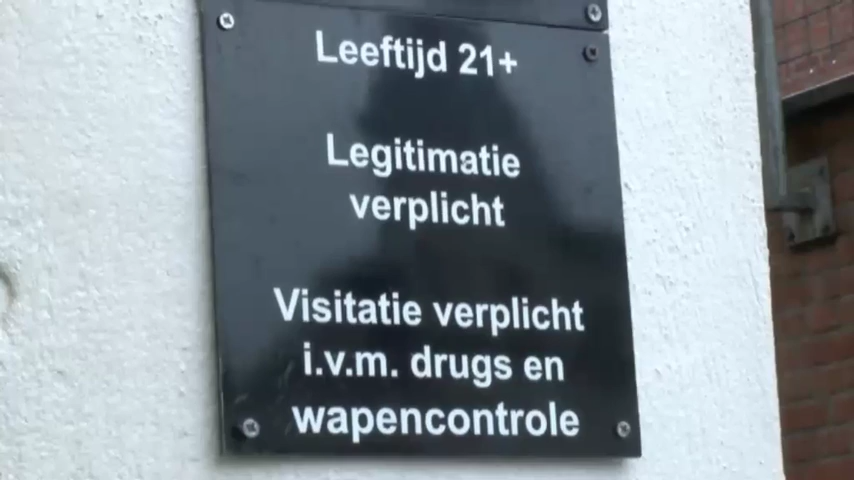 Leeftijd 21+
Legitimatie
verplicht
Visitatie verplicht
i.v.m. drugs en
wapencontrole